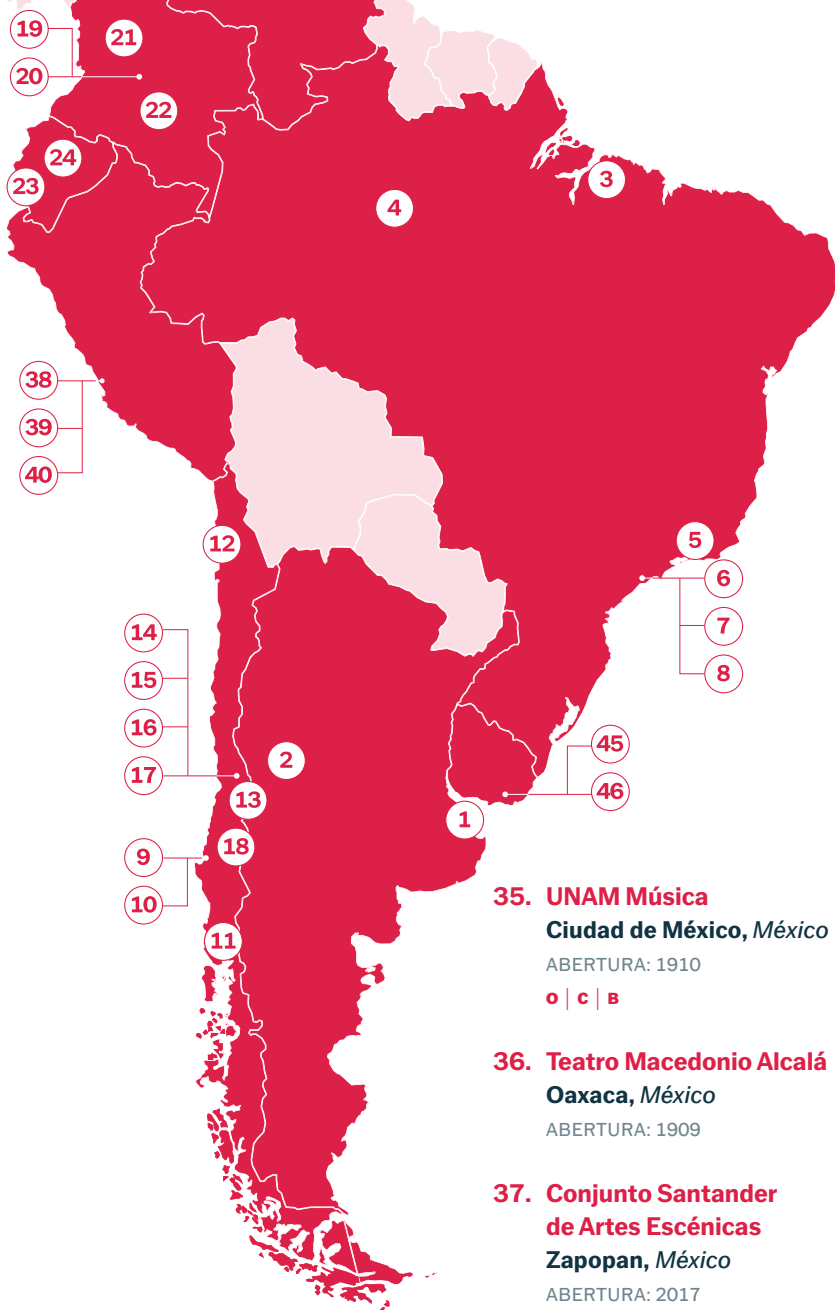 19
21
20
22
24
23
3
4
38
39
40
12
5
6
7
8
14
15
16
17
2
13
45
46
1
18
9
10
11
35. UNAM Música
Ciudad de México, México
ABERTURA: 1910
O | C | B
36. Teatro Macedonio Alcalá
Oaxaca, México
ABERTURA: 1909
37. Conjunto Santander
de Artes Escénicas
Zapopan, México
ABERTURA: 2017